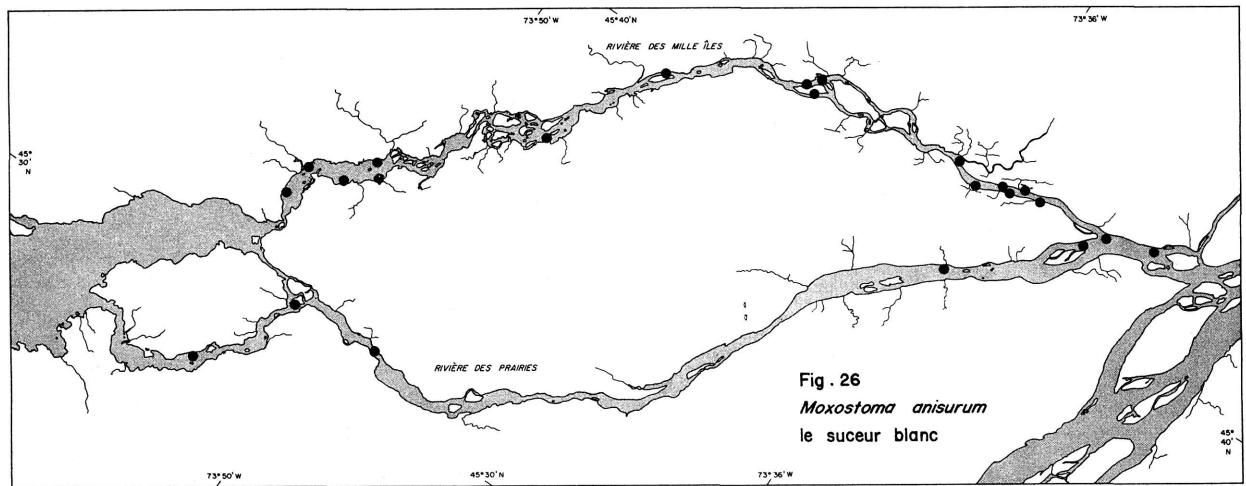 73° 50' W
45° 40' N
73° 36' W
RIVIÈRE DES MILLE ÎLES
45°
30'
N
RIVIÈRE DES PRAIRIES
Fig. 26
Moxostoma anisurum
le suceur blanc
45°
40'
N
73° 50' W
45° 30' N
73° 36' W